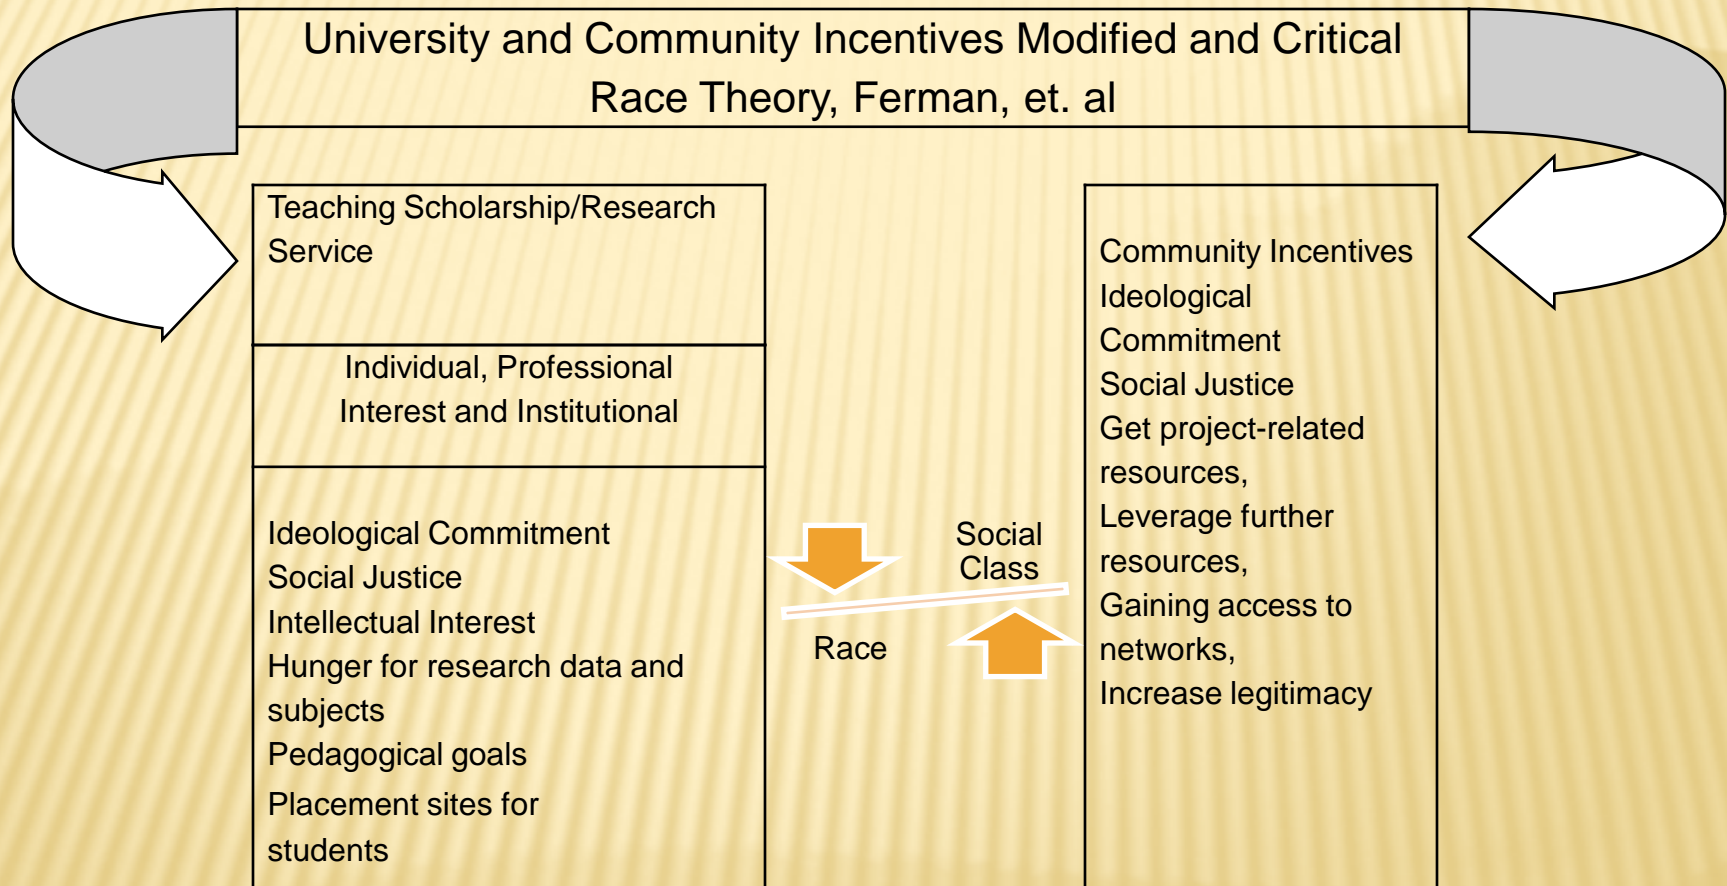 University and Community Incentives Modified and Critical
Race Theory, Ferman, et. al
Teaching Scholarship/Research
Service
Individual, Professional
Interest and Institutional
Ideological Commitment
Social Justice
Intellectual Interest
Hunger for research data and
subjects
Pedagogical goals
Placement sites for
students
Race
Social
Class
Community Incentives
Ideological
Commitment
Social Justice
Get project-related
resources,
Leverage further
resources,
Gaining access to
networks,
Increase legitimacy